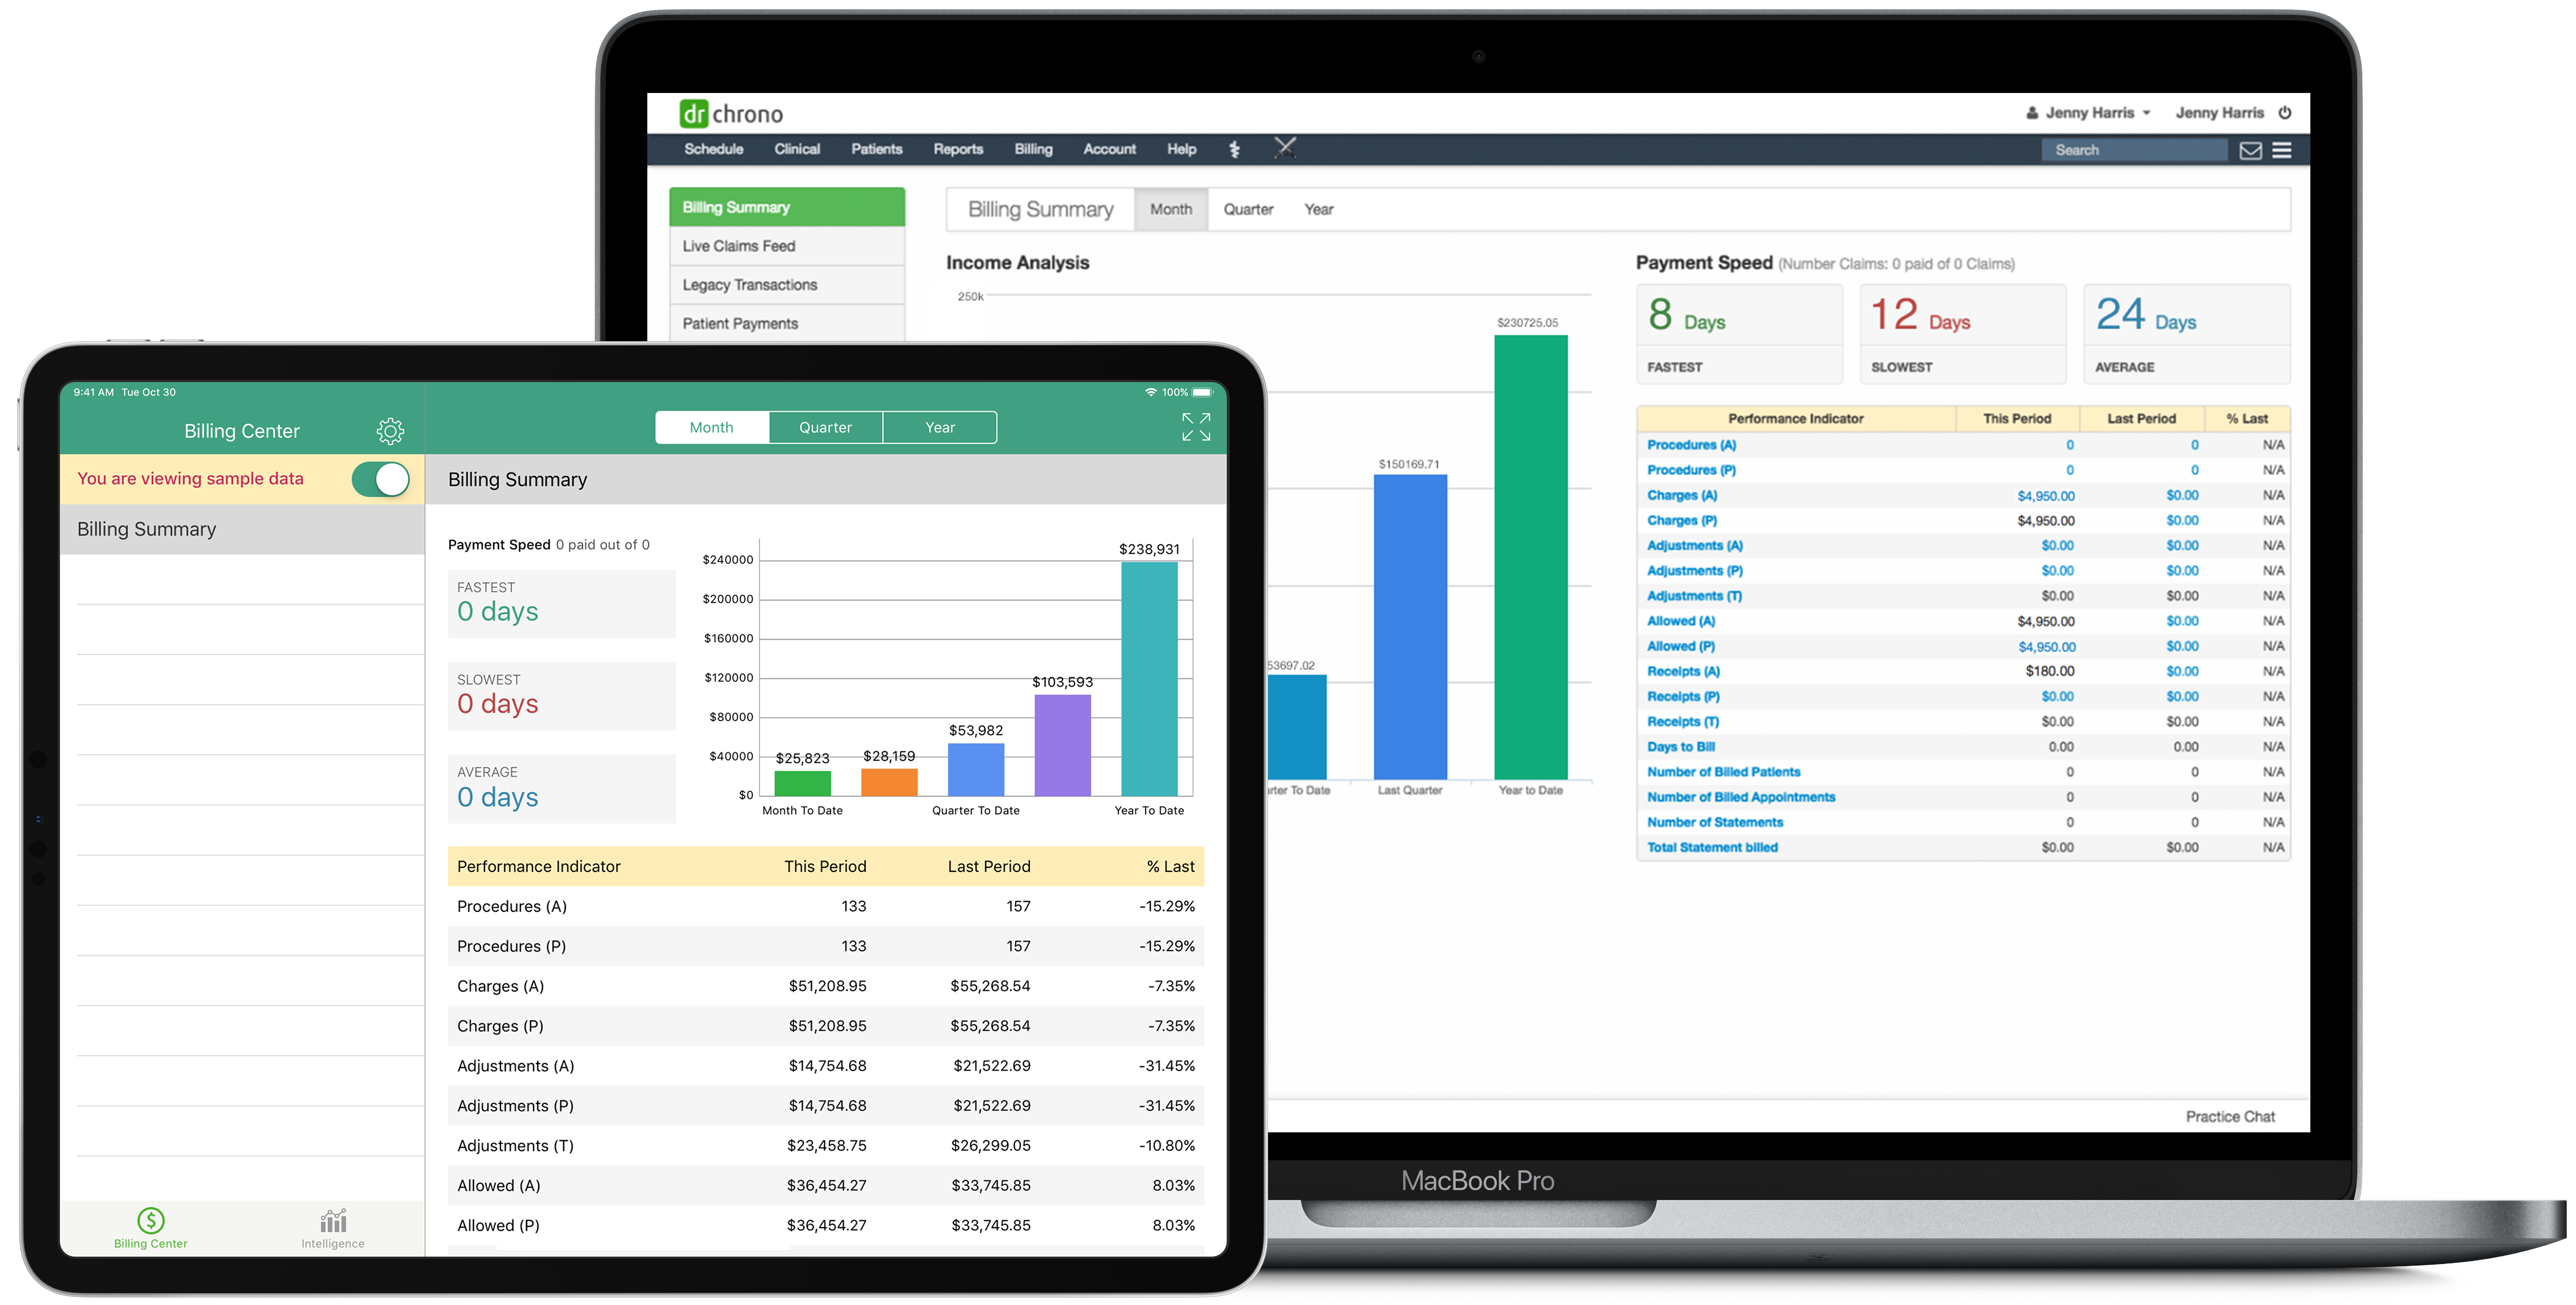 dr chrono
Jenny Harris Jenny Harris
Schedule Clinical Patients Reports Billing Account Help Search
Billing Summary
Live Claims Feed
Legacy Transactions
Patient Payments
Billing Summary Month Quarter Year
Income Analysis
250k
$230725.05
$150169.71
53697.02
rter To Date Last Quarter Year to Date
Payment Speed (Number Claims: 0 paid of 0 Claims)
8 Days 12 Days 24 Days
FASTEST SLOWEST AVERAGE
Performance Indicator This Period Last Period % Last
Procedures (A) 0 0 N/A
Procedures (P) 0 0 N/A
Charges (A) $4,950.00 $0.00 N/A
Charges (P) $4,950.00 $0.00 N/A
Adjustments (A) $0.00 $0.00 N/A
Adjustments (P) $0.00 $0.00 N/A
Adjustments (T) $0.00 $0.00 N/A
Allowed (A) $4,950.00 $0.00 N/A
Allowed (P) $4,950.00 $0.00 N/A
Receipts (A) $180.00 $0.00 N/A
Receipts (P) $0.00 $0.00 N/A
Receipts (T) $0.00 $0.00 N/A
Days to Bill 0.00 0.00 N/A
Number of Billed Patients 0 0 N/A
Number of Billed Appointments 0 0 N/A
Number of Statements 0 0 N/A
Total Statement billed $0.00 $0.00 N/A
Practice Chat
MacBook Pro
9:41 AM Tue Oct 30 100%
Billing Center Month Quarter Year
You are viewing sample data
Billing Summary
Billing Summary
Payment Speed 0 paid out of 0
FASTEST
0 days
SLOWEST
0 days
AVERAGE
0 days
$240000
$200000
$160000
$120000
$80000
$40000
$0
$25,823
$28,159
$53,982
$103,593
$238,931
Month To Date Quarter To Date Year To Date
Performance Indicator This Period Last Period % Last
Procedures (A) 133 157 -15.29%
Procedures (P) 133 157 -15.29%
Charges (A) $51,208.95 $55,268.54 -7.35%
Charges (P) $51,208.95 $55,268.54 -7.35%
Adjustments (A) $14,754.68 $21,522.69 -31.45%
Adjustments (P) $14,754.68 $21,522.69 -31.45%
Adjustments (T) $23,458.75 $26,299.05 -10.80%
Allowed (A) $36,454.27 $33,745.85 8.03%
Allowed (P) $36,454.27 $33,745.85 8.03%
Billing Center Intelligence